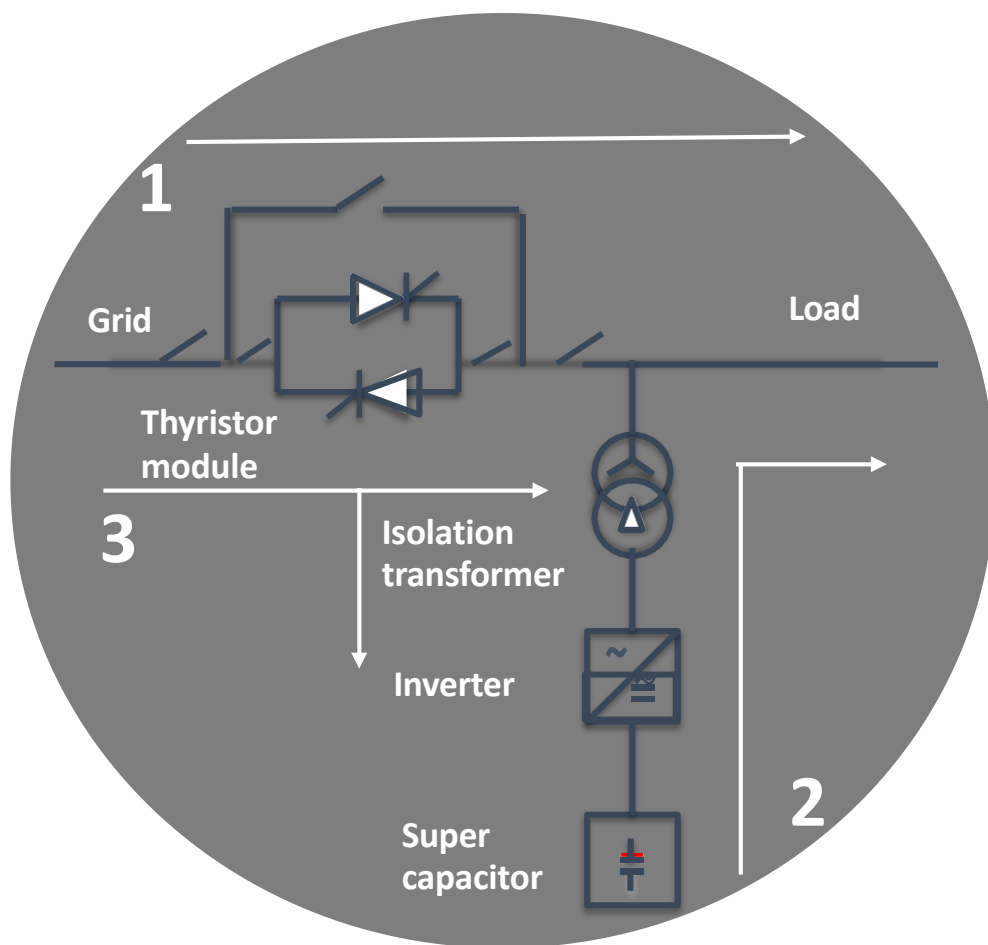 1
Grid
Load
Thyristor
module
3
Isolation
transformer
Inverter
2
Super
capacitor